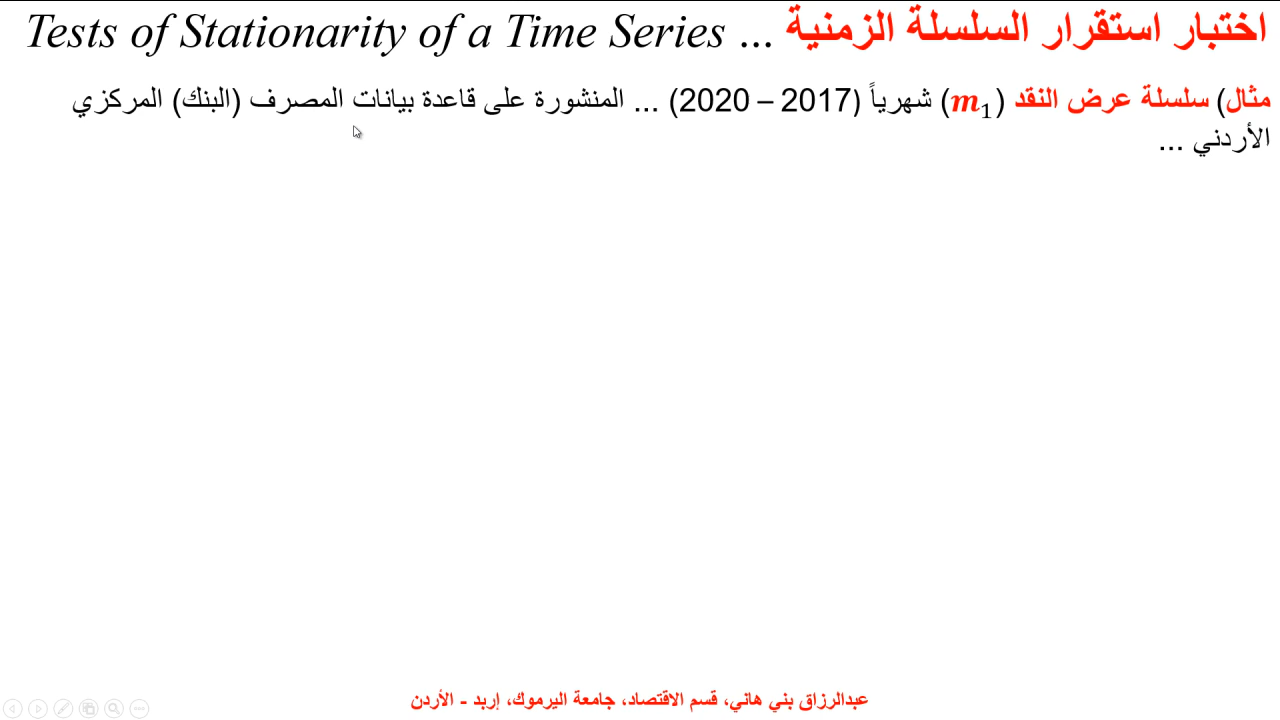 اختبار استقرار السلسلة الزمنية ... Tests of Stationarity of a Time Series
مثال) سلسلة عرض النقد (m₁) شهرياً (2017 – 2020) ... المنشورة على قاعدة بيانات المصرف (البنك) المركزي
الأردني ...
عبدالرزاق بني هاني، قسم الاقتصاد، جامعة اليرموك، إربد - الأردن